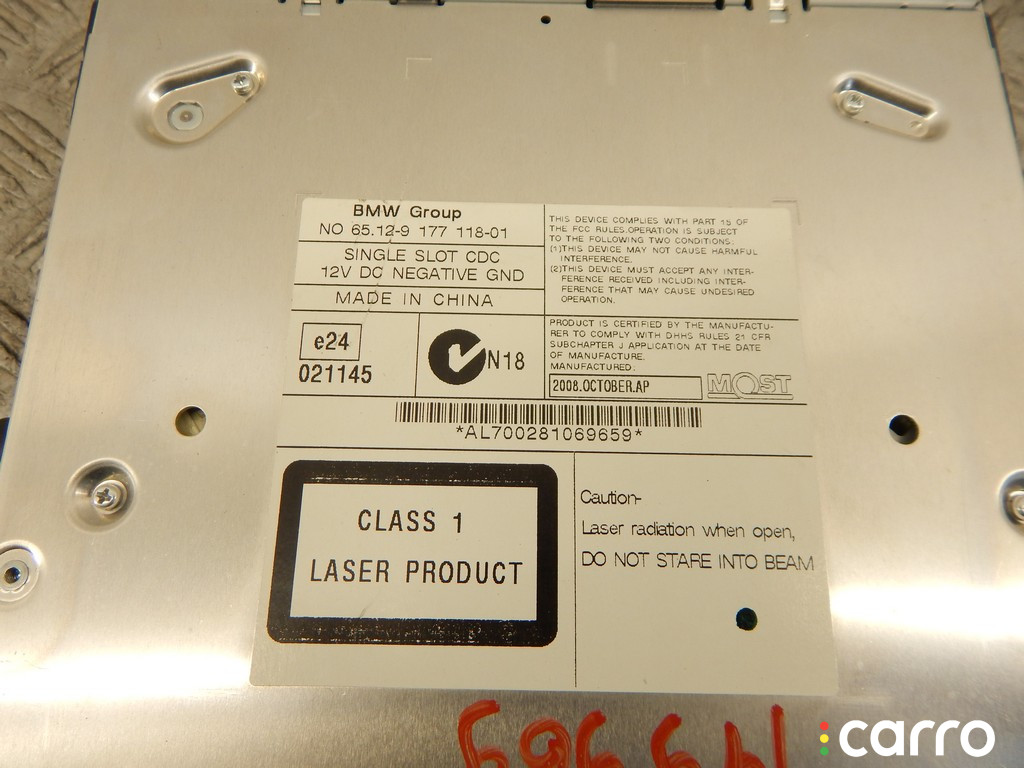 BMW Group
NO 65.12-9 177 118-01
SINGLE SLOT CDC
12V DC NEGATIVE GND
MADE IN CHINA
THIS DEVICE COMPLIES WITH PART 15 OF
THE FCC RULES.OPERATION IS SUBJECT
TO THE FOLLOWING TWO CONDITIONS:
(1)THIS DEVICE MAY NOT CAUSE HARMFUL
INTERFERENCE.
(2)THIS DEVICE MUST ACCEPT ANY INTER-
FERENCE RECEIVED INCLUDING INTER-
FERENCE THAT MAY CAUSE UNDESIRED
OPERATION.
e24
021145
N18
PRODUCT IS CERTIFIED BY THE MANUFACTU-
RER TO COMPLY WITH DHHS RULES 21 CFR
SUBCHAPTER J APPLICATION AT THE DATE
OF MANUFACTURE.
MANUFACTURED:
2008.OCTOBER.AP
MOST
*AL700281069659*
CLASS 1
LASER PRODUCT
Caution-
Laser radiation when open,
DO NOT STARE INTO BEAM
carro